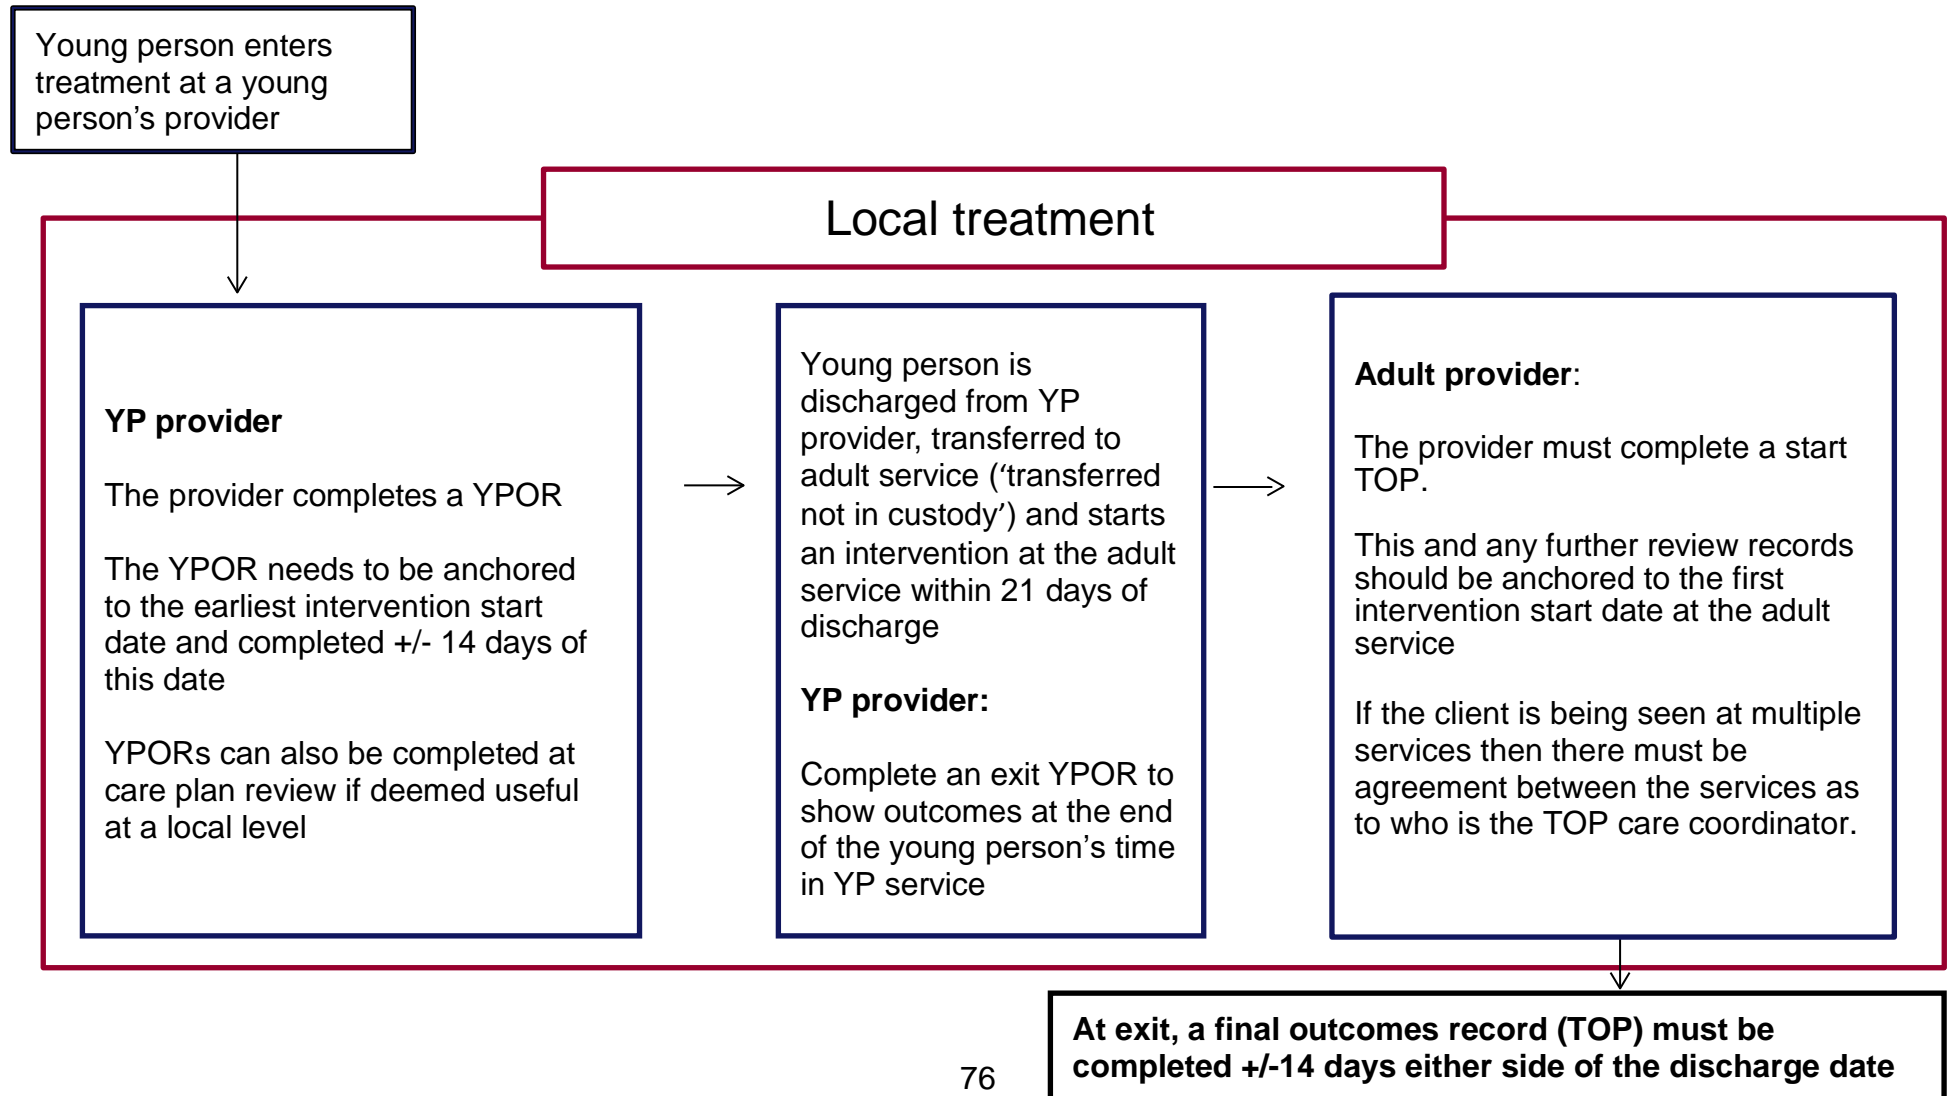 Young person enters
treatment at a young
person’s provider
Local treatment
YP provider
The provider completes a YPOR
The YPOR needs to be anchored
to the earliest intervention start
date and completed +/- 14 days of
this date
YPORs can also be completed at
care plan review if deemed useful
at a local level
Young person is
discharged from YP
provider, transferred to
adult service (‘transferred
not in custody’) and starts
an intervention at the adult
service within 21 days of
discharge
YP provider:
Complete an exit YPOR to
show outcomes at the end
of the young person’s time
in YP service
Adult provider:
The provider must complete a start
TOP.
This and any further review records
should be anchored to the first
intervention start date at the adult
service
If the client is being seen at multiple
services then there must be
agreement between the services as
to who is the TOP care coordinator.
At exit, a final outcomes record (TOP) must be
completed +/-14 days either side of the discharge date
76